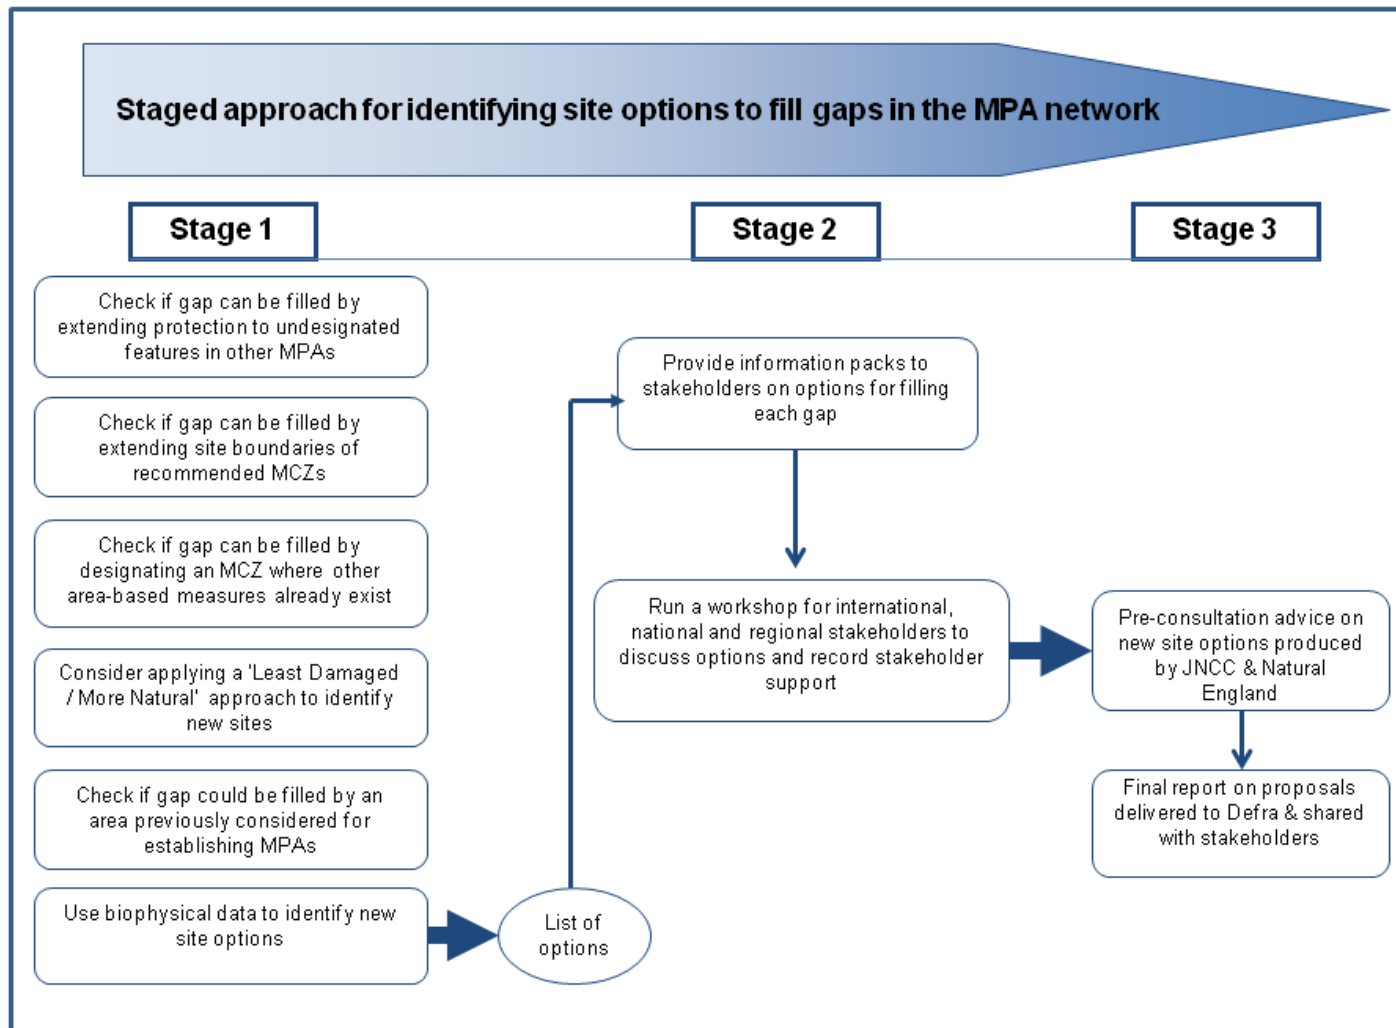 Staged approach for identifying site options to fill gaps in the MPA network
Stage 1
Stage 2
Stage 3
Check if gap can be filled by
extending protection to undesignated
features in other MPAs
Check if gap can be filled by
extending site boundaries of
recommended MCZs
Check if gap can be filled by
designating an MCZ where other
area-based measures already exist
Consider applying a 'Least Damaged
/ More Natural' approach to identify
new sites
Check if gap could be filled by an
area previously considered for
establishing MPAs
Use biophysical data to identify new
site options
List of
options
Provide information packs to
stakeholders on options for filling
each gap
Run a workshop for international,
national and regional stakeholders to
discuss options and record stakeholder
support
Pre-consultation advice on
new site options produced
by JNCC & Natural
England
Final report on proposals
delivered to Defra & shared
with stakeholders